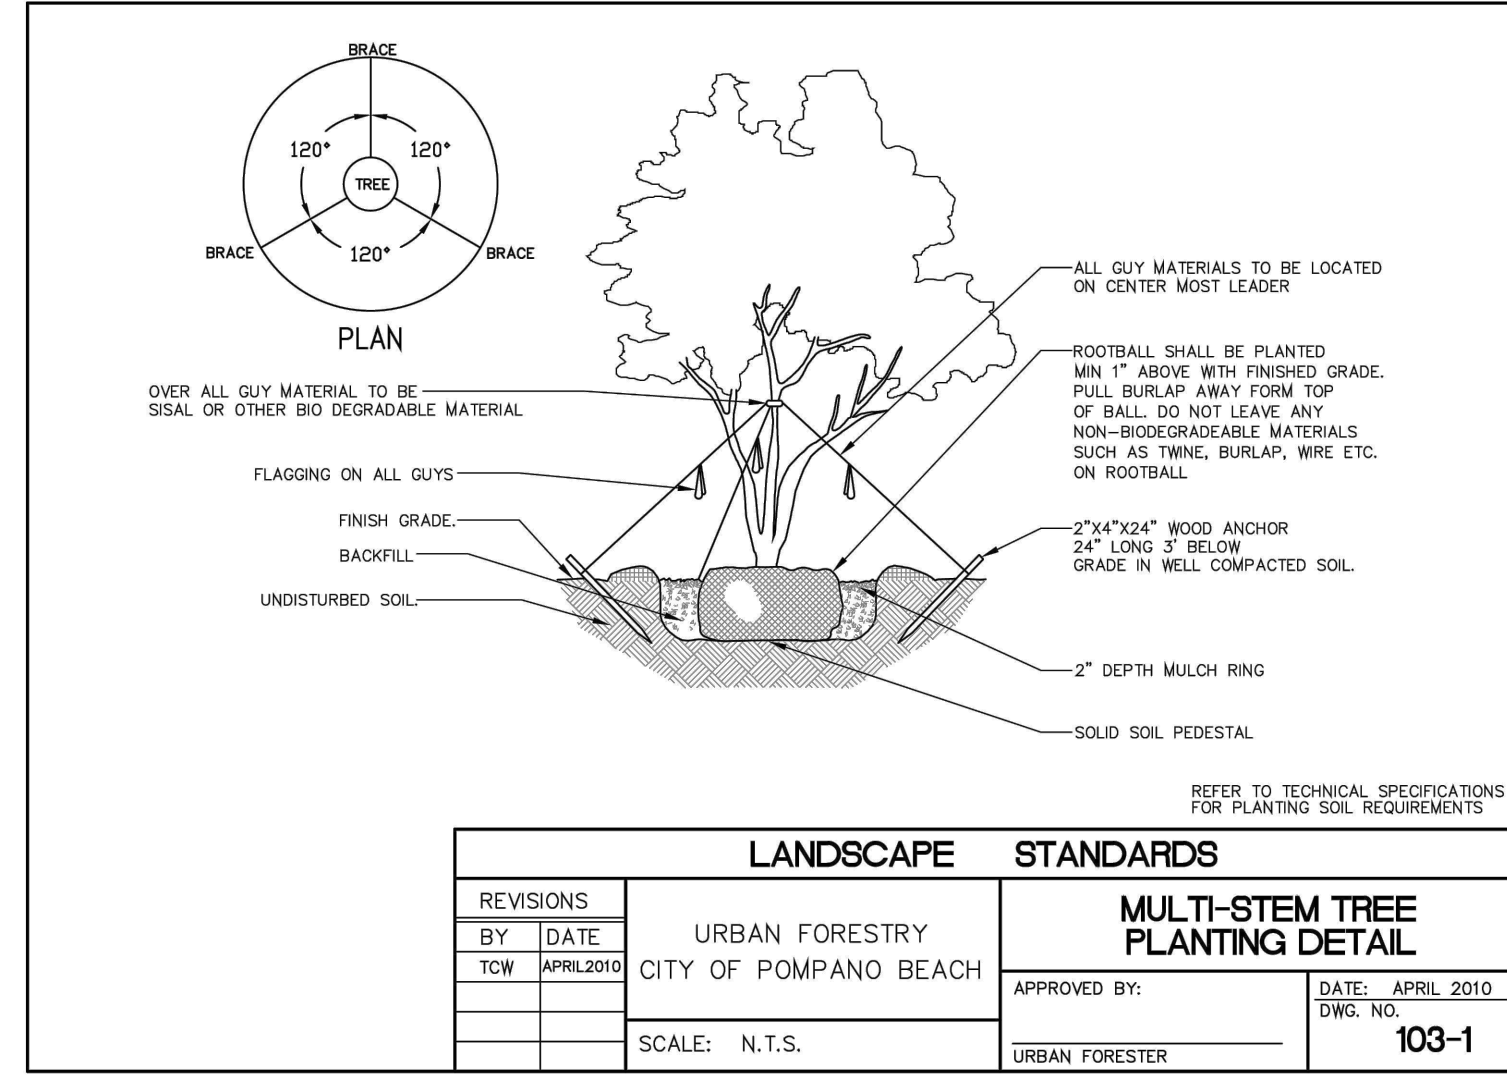 BRACE
120°
120°
TREE
120°
BRACE
BRACE
PLAN
OVER ALL GUY MATERIAL TO BE
SISAL OR OTHER BIO DEGRADABLE MATERIAL
FLAGGING ON ALL GUYS
FINISH GRADE.
BACKFILL
UNDISTURBED SOIL.
ALL GUY MATERIALS TO BE LOCATED
ON CENTER MOST LEADER
ROOTBALL SHALL BE PLANTED
MIN 1" ABOVE WITH FINISHED GRADE.
PULL BURLAP AWAY FORM TOP
OF BALL. DO NOT LEAVE ANY
NON-BIODEGRADEABLE MATERIALS
SUCH AS TWINE, BURLAP, WIRE ETC.
ON ROOTBALL
2"X4"X24" WOOD ANCHOR
24" LONG 3' BELOW
GRADE IN WELL COMPACTED SOIL.
2" DEPTH MULCH RING
SOLID SOIL PEDESTAL
REFER TO TECHNICAL SPECIFICATIONS
FOR PLANTING SOIL REQUIREMENTS
LANDSCAPE STANDARDS
REVISIONS
BY DATE
TCW APRIL2010
URBAN FORESTRY
CITY OF POMPANO BEACH
SCALE: N.T.S.
MULTI-STEM TREE
PLANTING DETAIL
APPROVED BY:
URBAN FORESTER
DATE: APRIL 2010
DWG. NO.
103-1